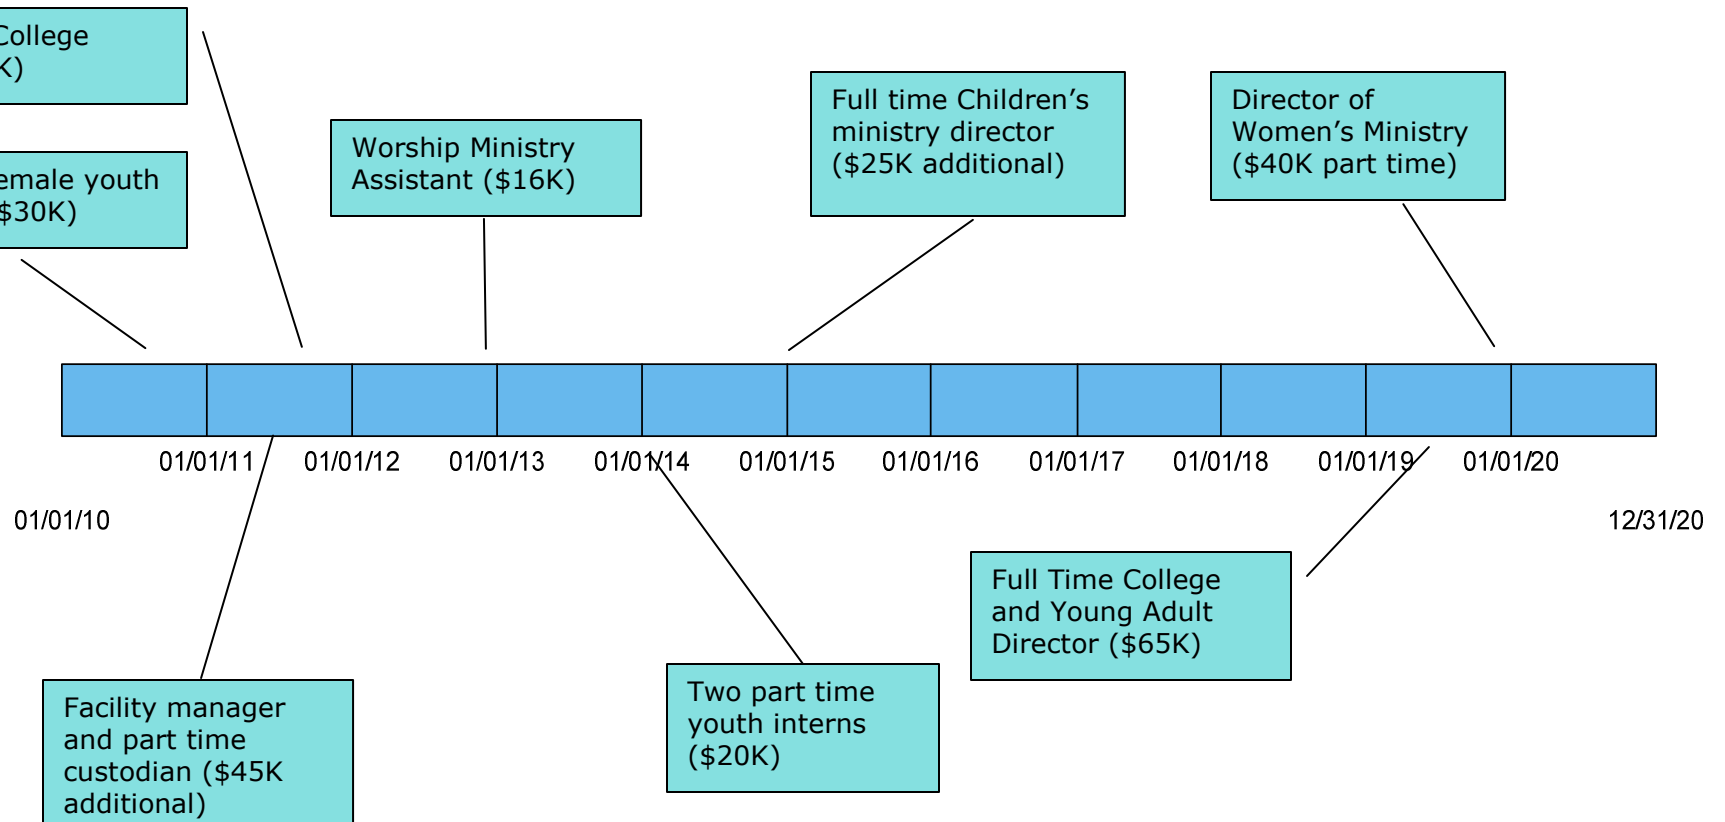 College
K)
emale youth
$30K)
Worship Ministry
Assistant ($16K)
Full time Children’s
ministry director
($25K additional)
Director of
Women’s Ministry
($40K part time)
01/01/11
01/01/12
01/01/13
01/01/14
01/01/15
01/01/16
01/01/17
01/01/18
01/01/19
01/01/20
01/01/10
12/31/20
Full Time College
and Young Adult
Director ($65K)
Two part time
youth interns
($20K)
Facility manager
and part time
custodian ($45K
additional)